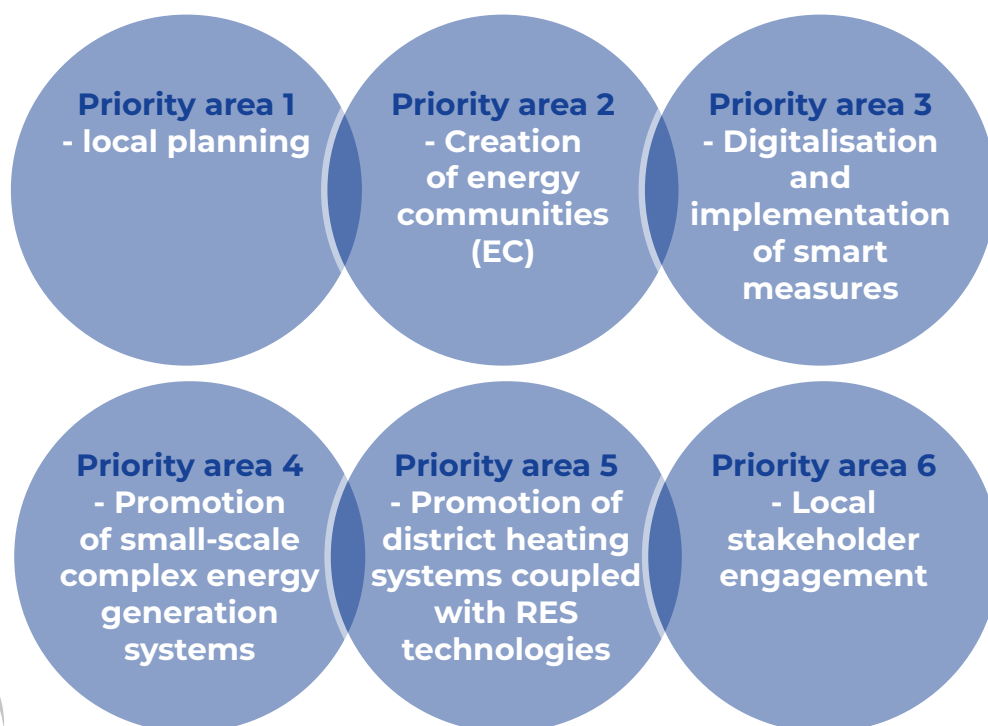 Priority area 1
- local planning
Priority area 2
- Creation
of energy
communities
(EC)
Priority area 3
- Digitalisation
and
implementation
of smart
measures
Priority area 4
- Promotion
of small-scale
complex energy
generation
systems
Priority area 5
- Promotion of
district heating
systems coupled
with RES
technologies
Priority area 6
- Local
stakeholder
engagement